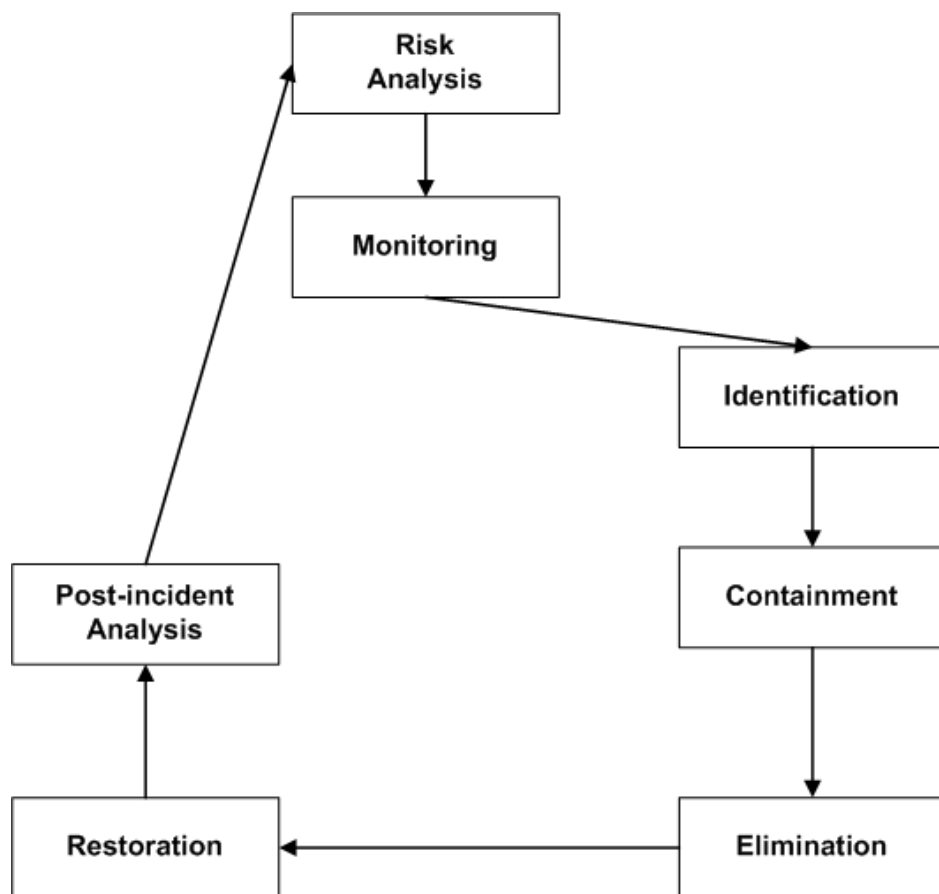 Risk
Analysis
Monitoring
Identification
Containment
Elimination
Restoration
Post-incident
Analysis